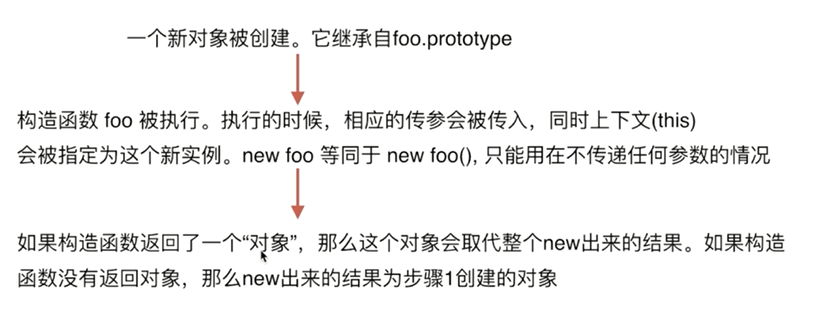 一个新对象被创建。它继承自foo.prototype
构造函数 foo 被执行。执行的时候，相应的传参会被传入，同时上下文(this)
会被指定为这个新实例。new foo 等同于 new foo(), 只能用在不传递任何参数的情况
如果构造函数返回了一个“对象”，那么这个对象会取代整个new出来的结果。如果构造
函数没有返回对象，那么new出来的结果为步骤1创建的对象